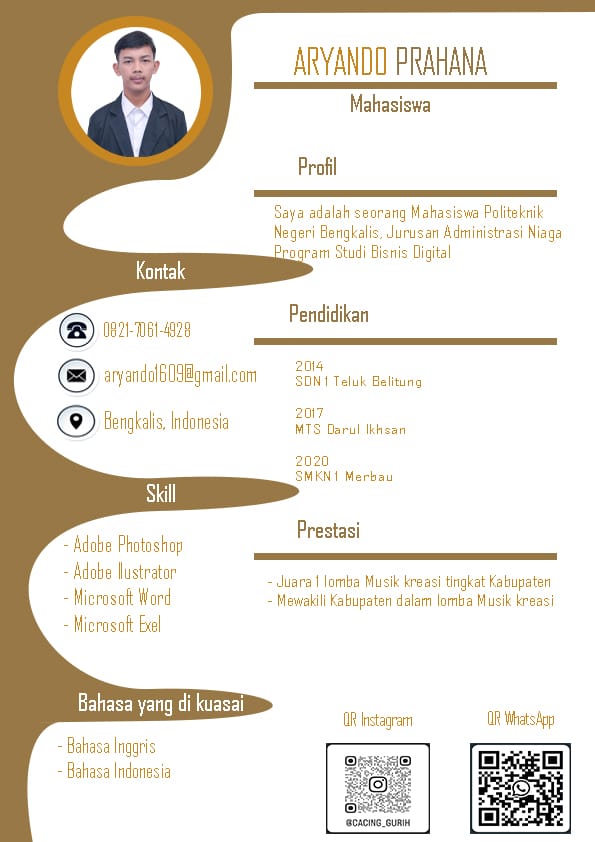 ARYANDO PRAHANA
Mahasiswa
Profil
Saya adalah seorang Mahasiswa Politeknik
Negeri Bengkalis, Jurusan Administrasi Niaga
Program Studi Bisnis Digital
Kontak
0821-7061-4928
aryando1609@gmail.com
Bengkalis, Indonesia
Pendidikan
2014
SDN 1 Teluk Belitung
2017
MTS Darul Ikhsan
2020
SMKN 1 Merbau
Skill
- Adobe Photoshop
- Adobe Ilustrator
- Microsoft Word
- Microsoft Exel
Prestasi
- Juara 1 lomba Musik kreasi tingkat Kabupaten
- Mewakili Kabupaten dalam lomba Musik kreasi
Bahasa yang di kuasai
- Bahasa Inggris
- Bahasa Indonesia
QR Instagram
@CACING_GURIH
QR WhatsApp